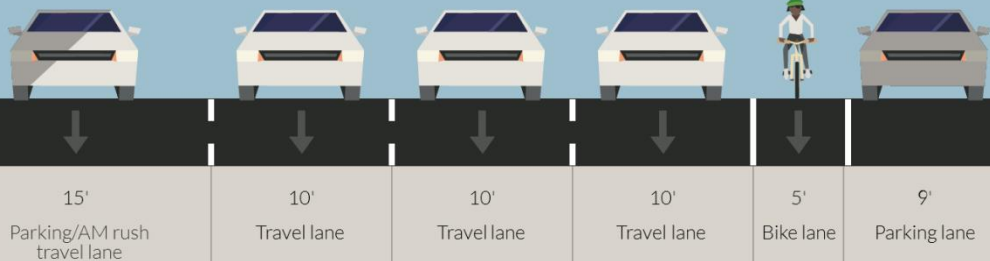 15' 10' 10' 10' 5' 9'
Parking/AM rush Travel lane Travel lane Travel lane Bike lane Parking lane
travel lane